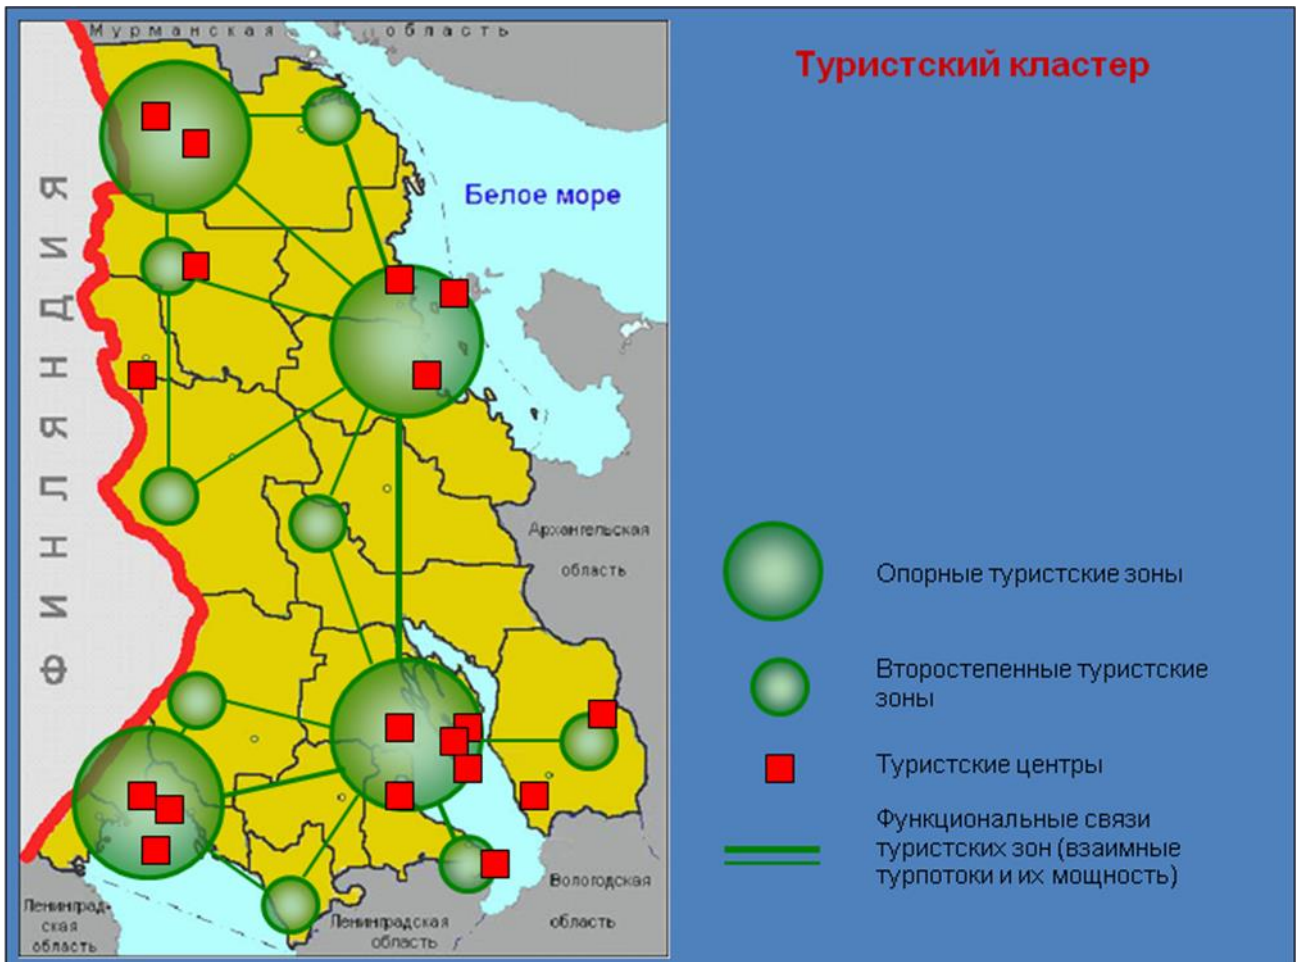 Мурманская область
Туристский кластер
Белое море
ФИНЛЯНДИЯ
Архангельская
область
Опорные туристские зоны
Второстепенные туристские
зоны
Туристские центры
Функциональные связи
туристских зон (взаимные
турпотоки и их мощность)
Вологодская
область
Ленинград-
ская
область
Ленинградская
область